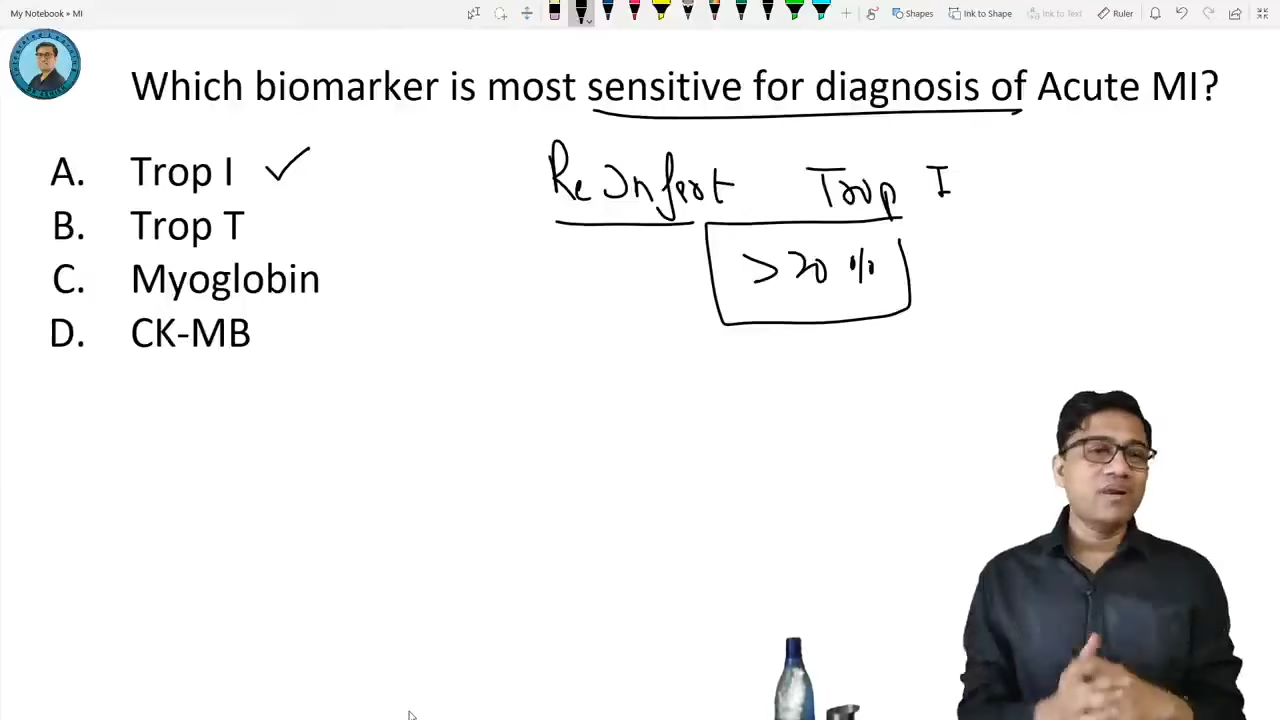 My Notebook » MI
Shapes
Ink to Shape
Ink to Text
Ruler
Which biomarker is most sensitive for diagnosis of Acute MI?
A. Trop I ✓
B. Trop T
C. Myoglobin
D. CK-MB
Re Infarct Trop I
>20 %